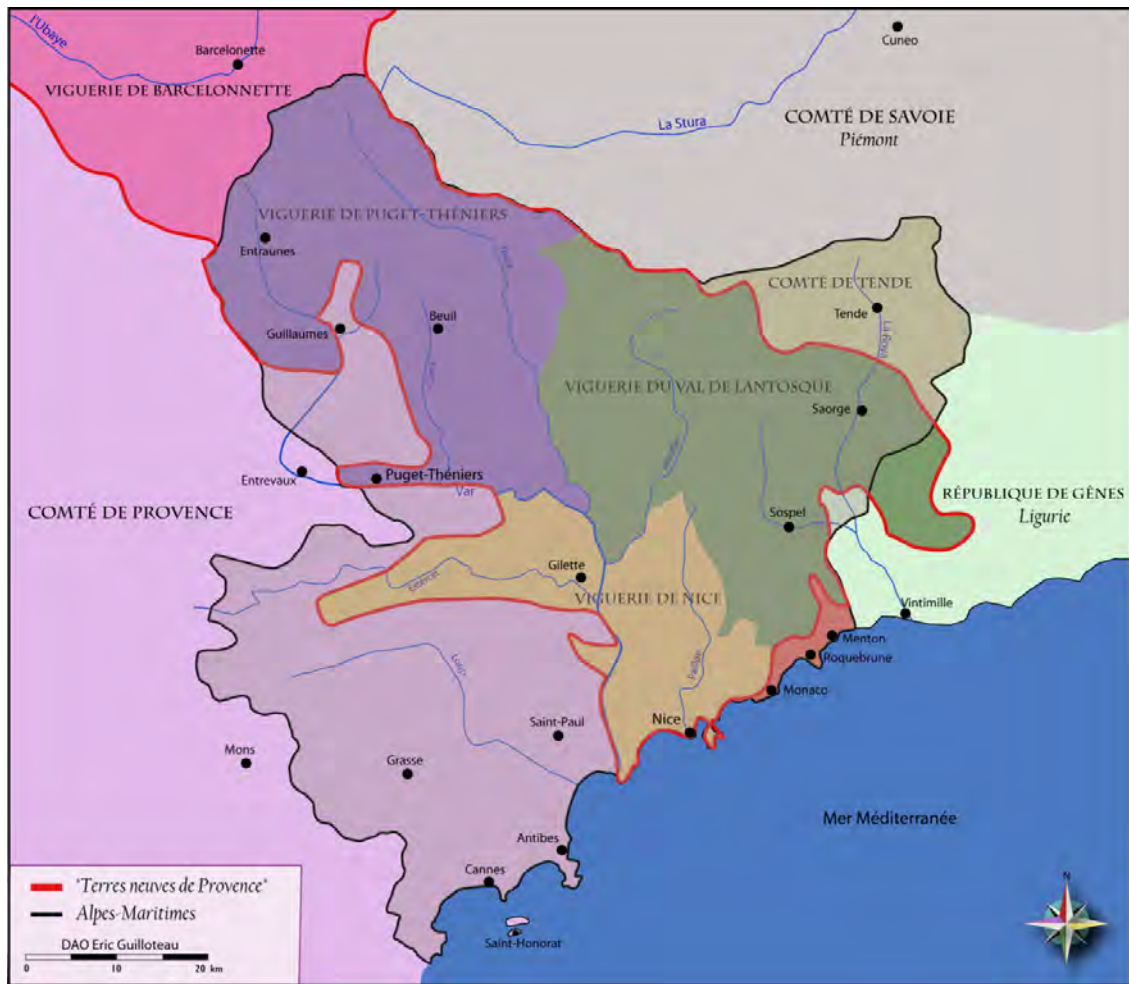 l'Ubaye
Barcelonette
VIGUERIE DE BARCELONNETTE
Cuneo
La Stura
COMTÉ DE SAVOIE
Piémont
VIGUERIE DE PUGET-THÉNIERS
Entraunes
COMTÉ DE TENDE
Tende
La Roya
Guillaumes
Beuil
VIGUERIE DU VAL DE LANTOSQUE
Saorge
Entrevaux
Puget-Théniers
Var
COMTÉ DE PROVENCE
RÉPUBLIQUE DE GÊNES
Ligurie
Sospel
Gilette
Esteron
VIGUERIE DE NICE
Vintimille
Menton
Roquebrune
Paillon
Loup
Monaco
Saint-Paul
Nice
Mons
Grasse
Mer Méditerranée
Antibes
Cannes
Saint-Honorat
N
"Terres neuves de Provence"
Alpes-Maritimes
DAO Eric Guilloteau
0 10 20 km